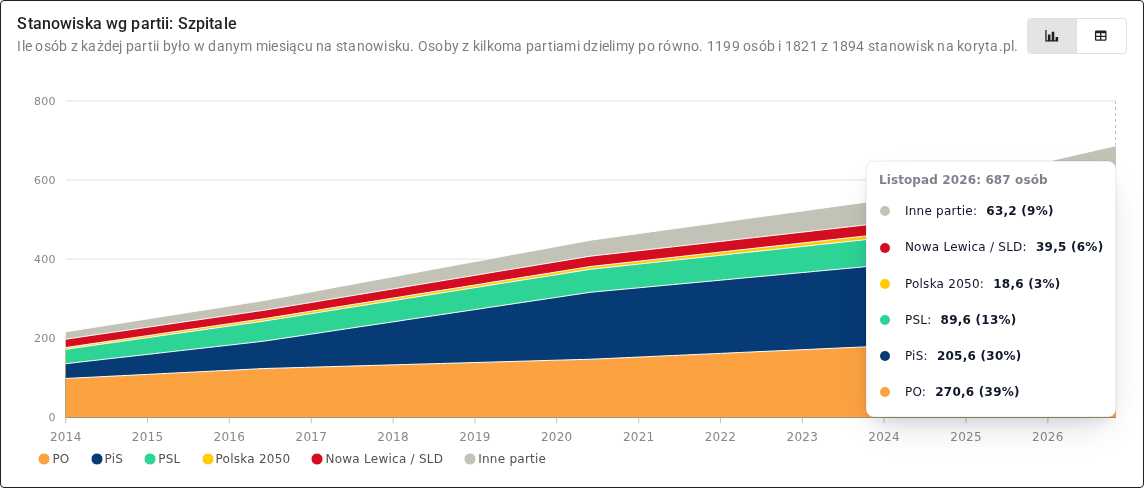 Stanowiska wg partii: Szpitale
Ile osób z każdej partii było w danym miesiącu na stanowisku. Osoby z kilkoma partiami dzielimy po równo. 1199 osób i 1821 z 1894 stanowisk na koryta.pl.
800
600
400
200
0
Listopad 2026: 687 osób
Inne partie: 63,2 (9%)
Nowa Lewica / SLD: 39,5 (6%)
Polska 2050: 18,6 (3%)
PSL: 89,6 (13%)
PiS: 205,6 (30%)
PO: 270,6 (39%)
2014 2015 2016 2017 2018 2019 2020 2021 2022 2023 2024 2025 2026
PO PiS PSL Polska 2050 Nowa Lewica / SLD Inne partie